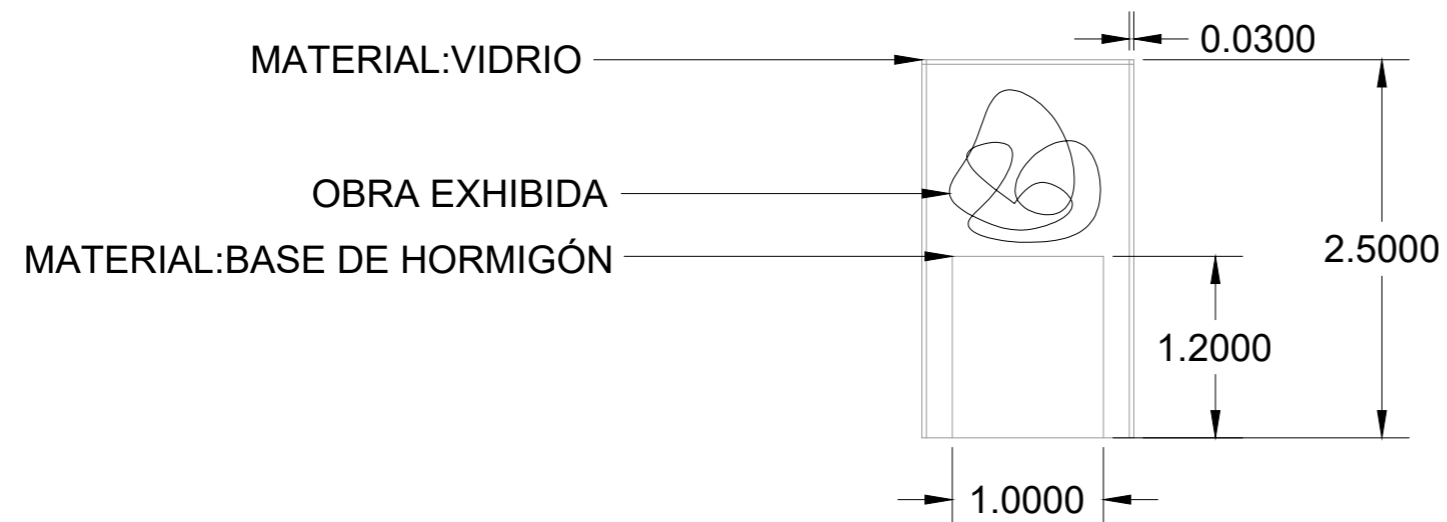 0.0300
MATERIAL:VIDRIO
OBRA EXHIBIDA
2.5000
MATERIAL:BASE DE HORMIGÓN
1.2000
1.0000